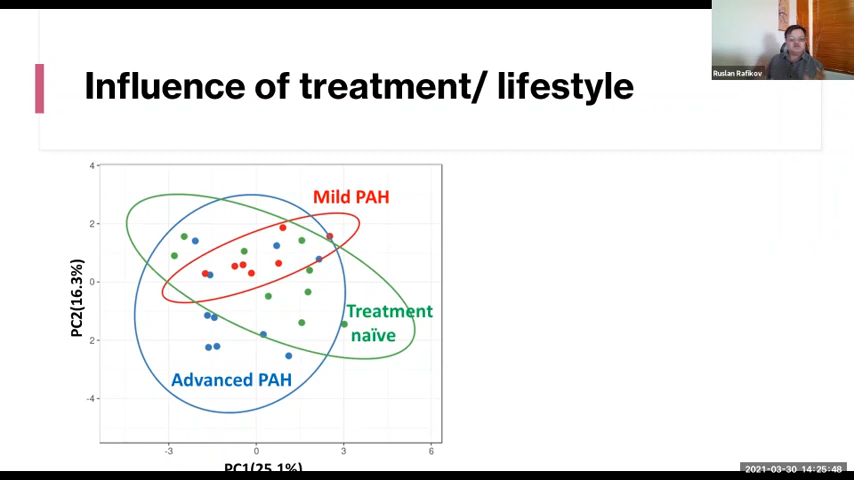 Ruslan Rafikov
Influence of treatment/ lifestyle
4
Mild PAH
2
0
PC2(16.3%)
Treatment
naïve
2
Advanced PAH
-4
-3
0
3
6
PC1(25.1%)
2021-03-30 14:25:48